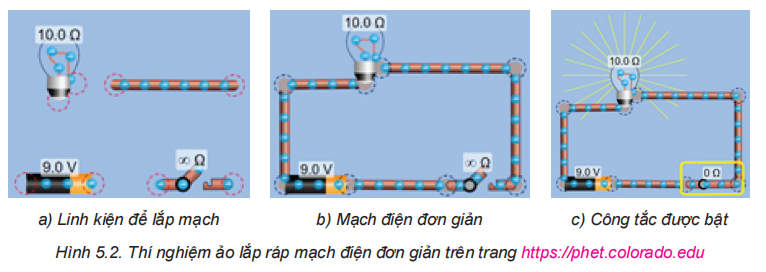 10.0 Ω
9.0 V
∞ Ω
10.0 Ω
9.0 V
∞ Ω
10.0 Ω
9.0 V
0 Ω
a) Linh kiện để lắp mạch
b) Mạch điện đơn giản
c) Công tắc được bật
Hình 5.2. Thí nghiệm ảo lắp ráp mạch điện đơn giản trên trang https://phet.colorado.edu